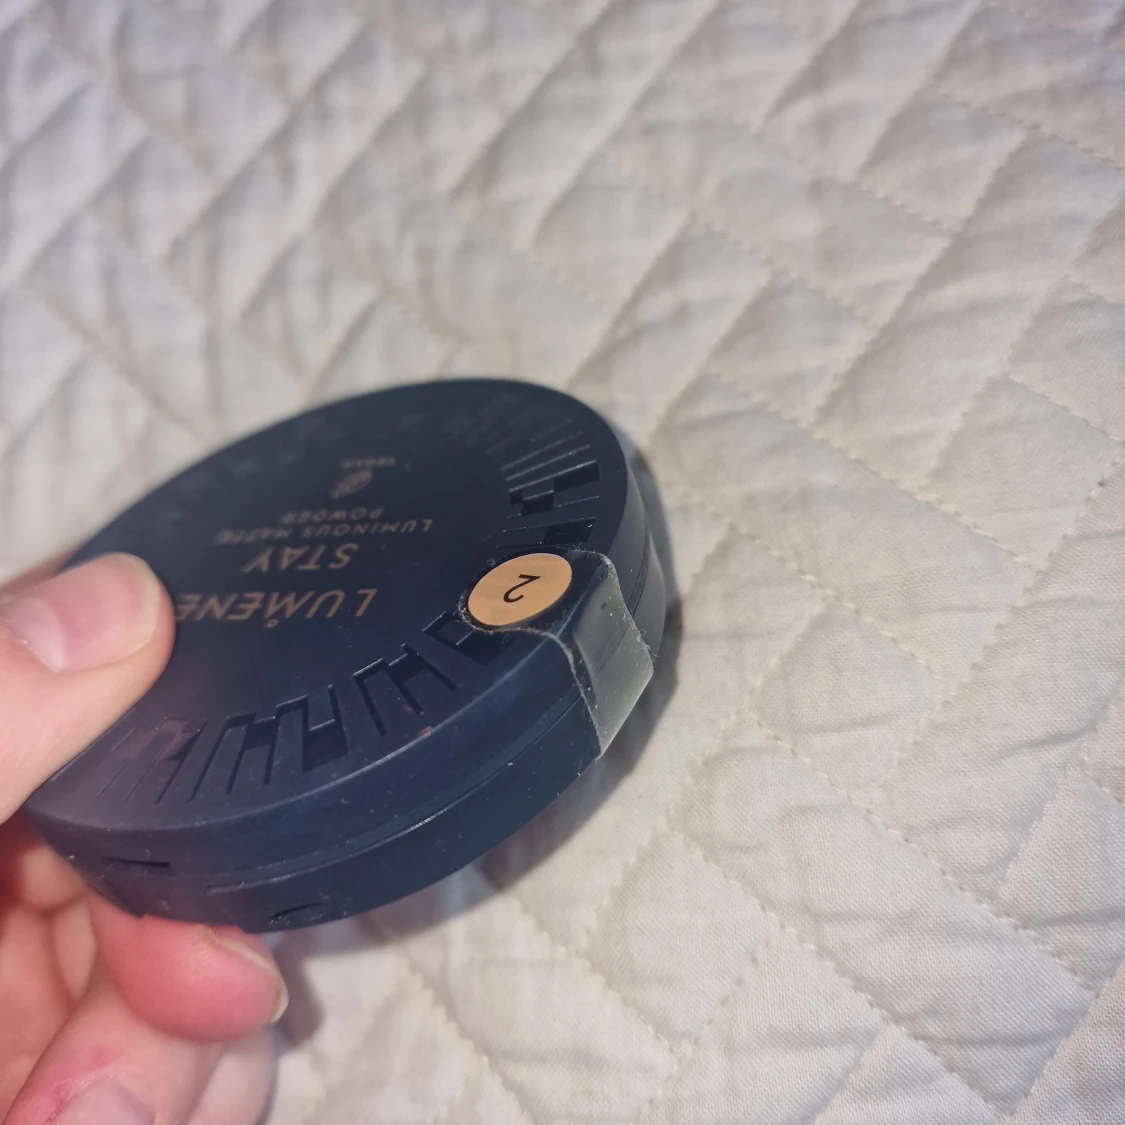 LUMENE
STAY
LUMINOUS MATTE
POWDER
VEGAN
2